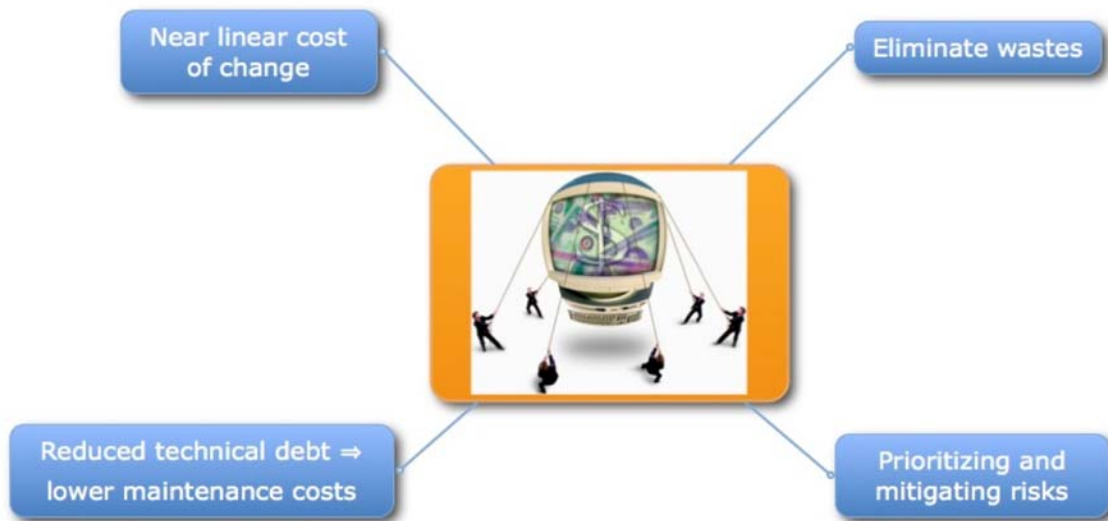 Near linear cost
of change
Eliminate wastes
Reduced technical debt ⇒
lower maintenance costs
Prioritizing and
mitigating risks